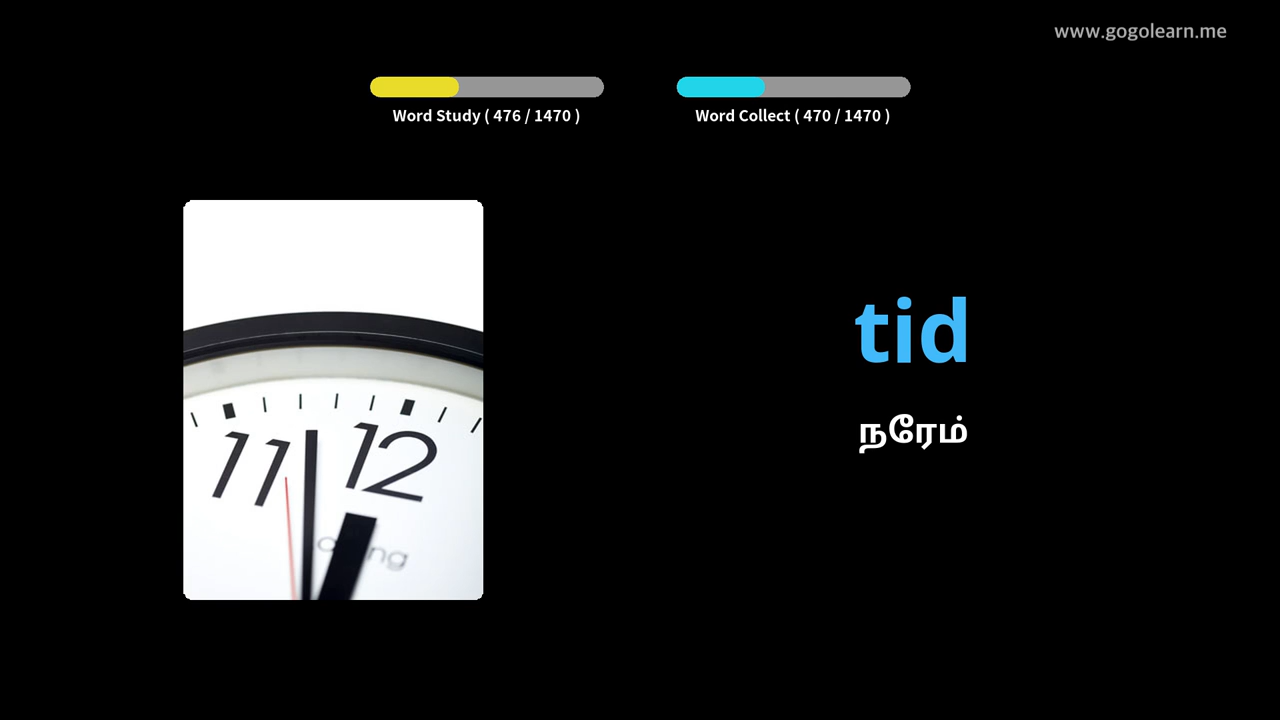 www.gogolearn.me
Word Study ( 476 / 1470 )
Word Collect ( 470 / 1470 )
tid
நரேம்
11 12